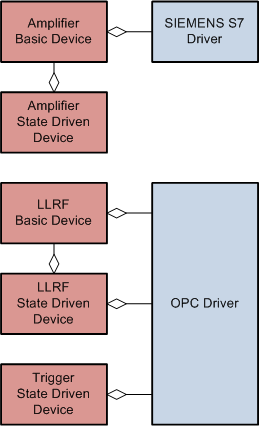 Amplifier
Basic Device
SIEMENS S7
Driver
Amplifier
State Driven
Device
LLRF
Basic Device
LLRF
State Driven
Device
OPC Driver
Trigger
State Driven
Device